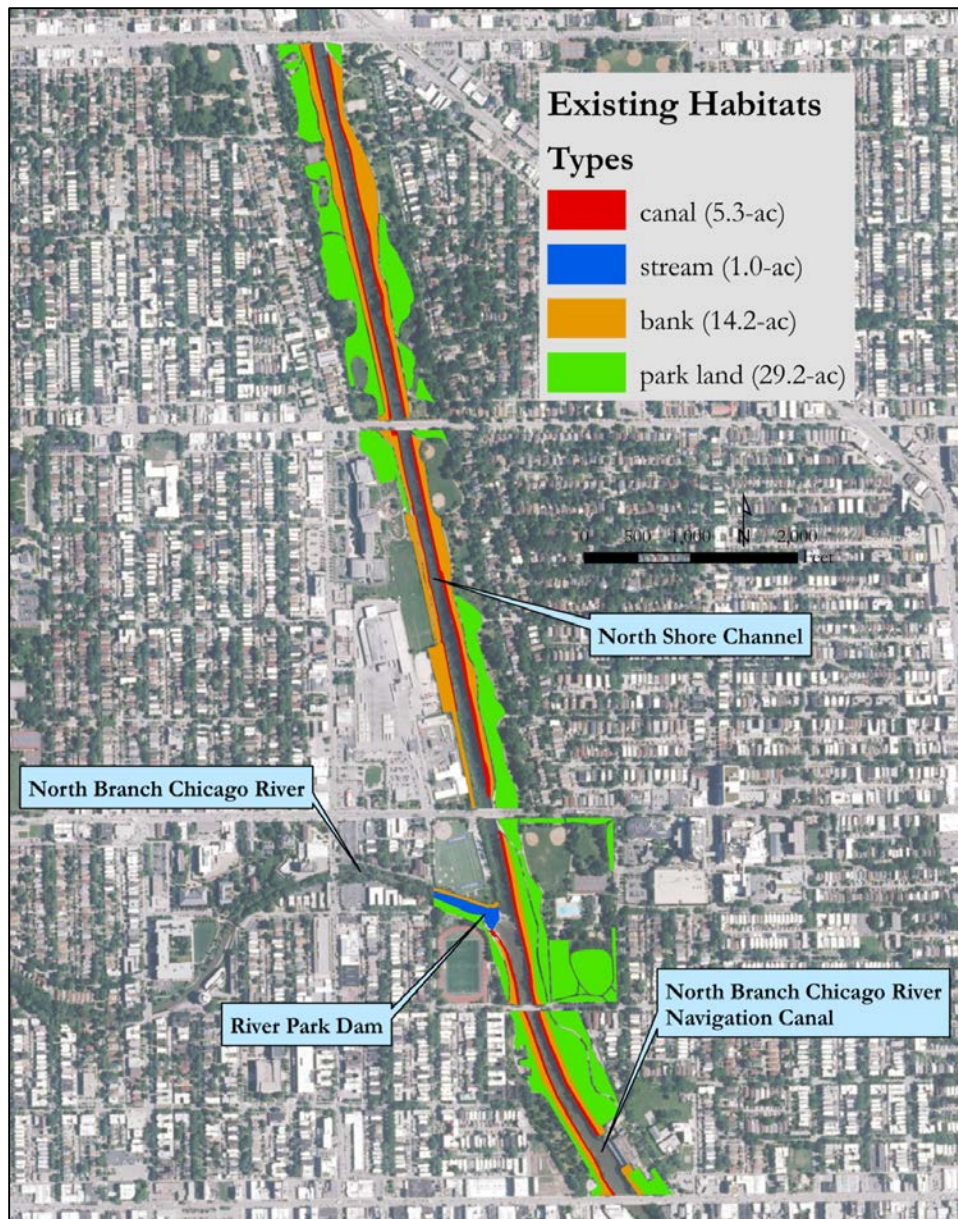 Existing Habitats
Types
canal (5.3-ac)
stream (1.0-ac)
bank (14.2-ac)
park land (29.2-ac)
N
0 500 1,000 2,000
Feet
North Shore Channel
North Branch Chicago River
River Park Dam
North Branch Chicago River
Navigation Canal